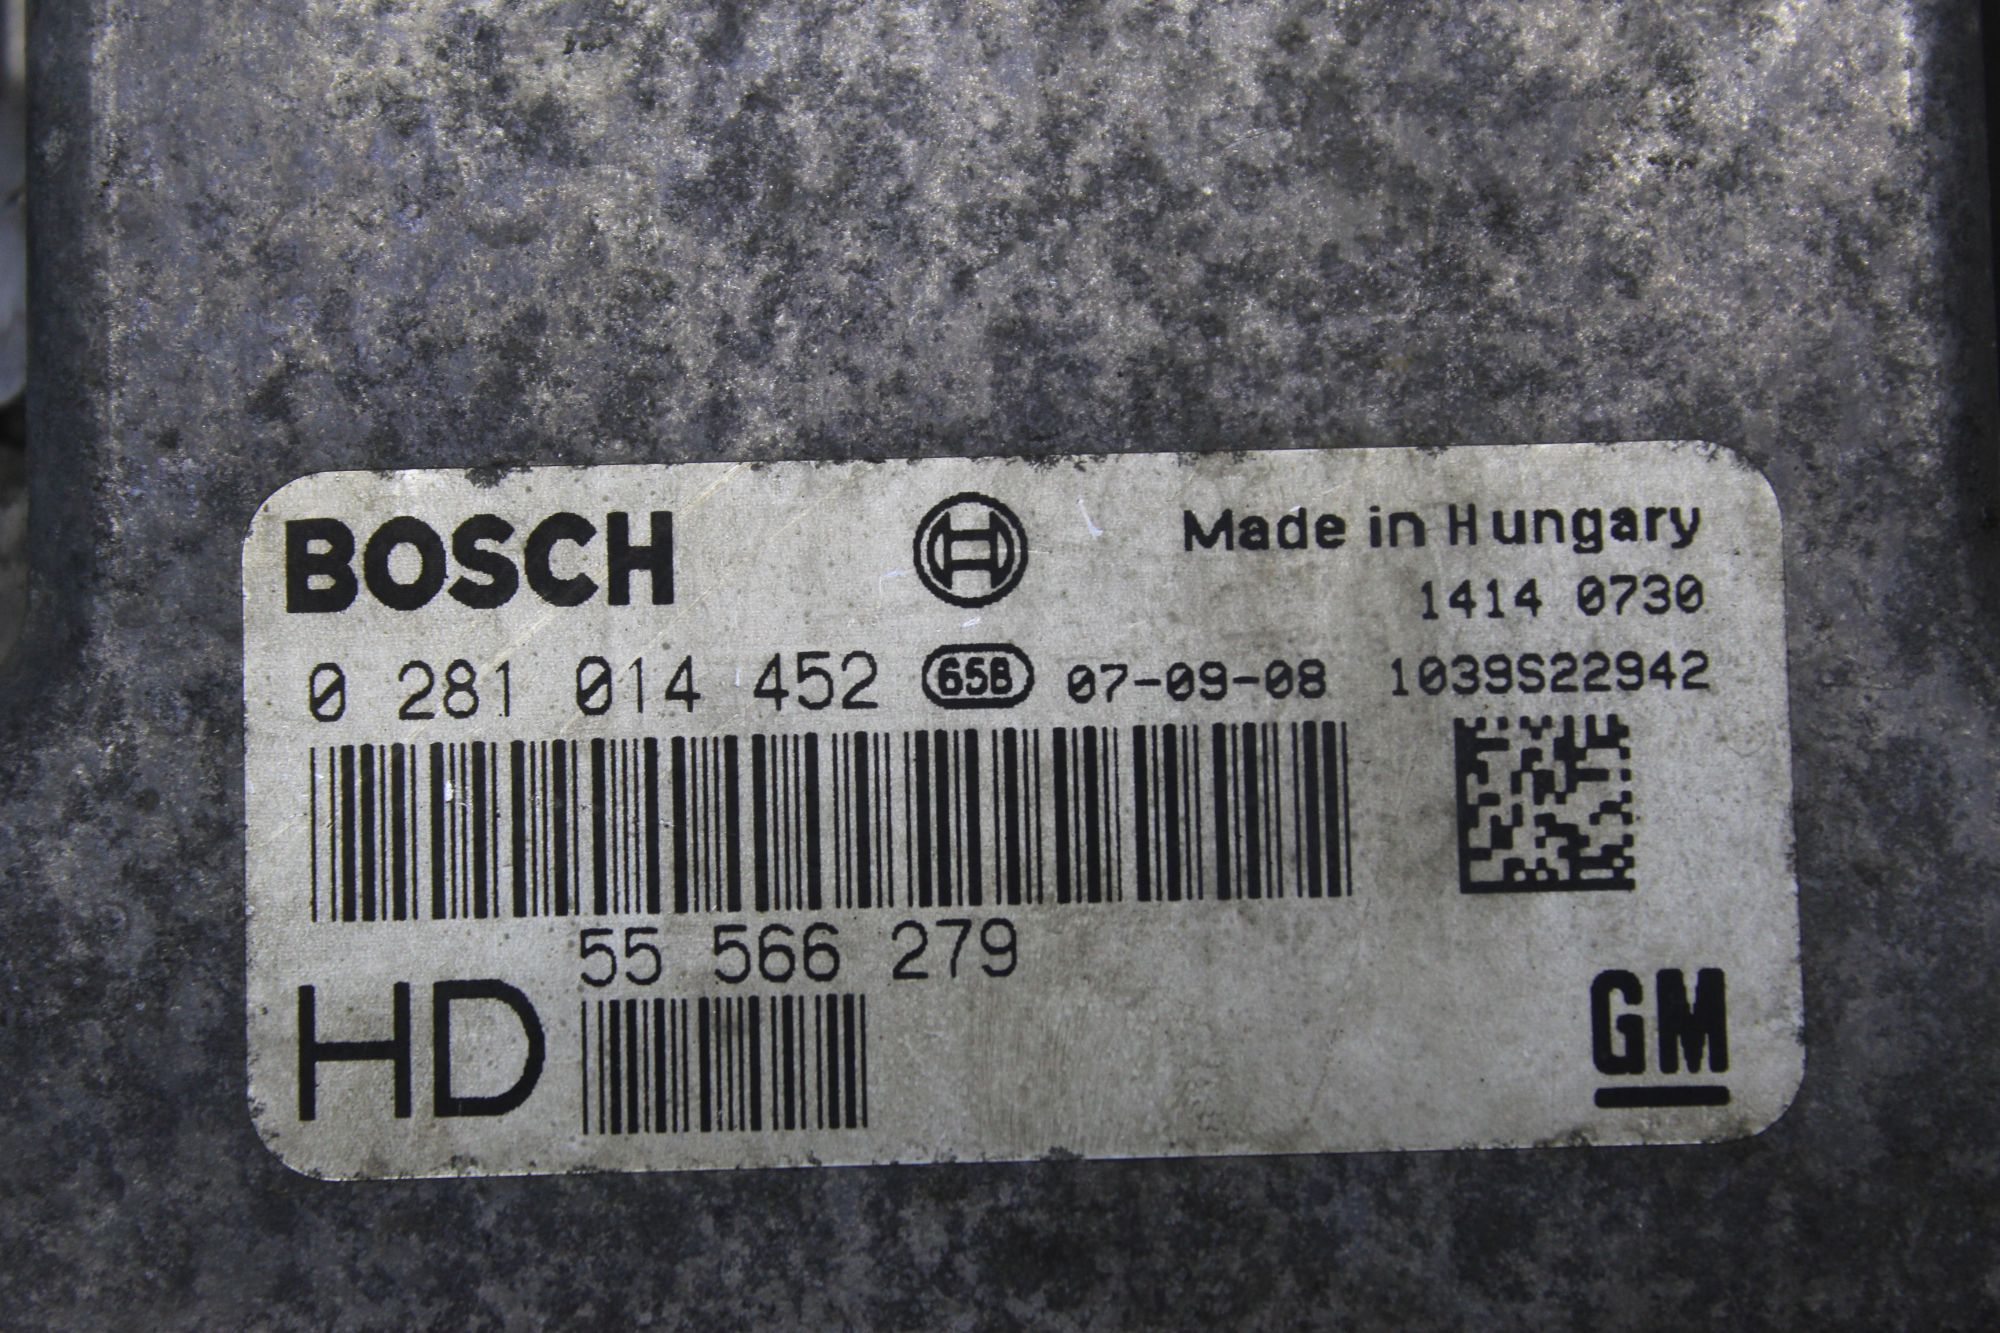 BOSCH Made in Hungary
1414 0730
0 281 014 452 65B 07-09-08 1039S22942
55 566 279
HD GM